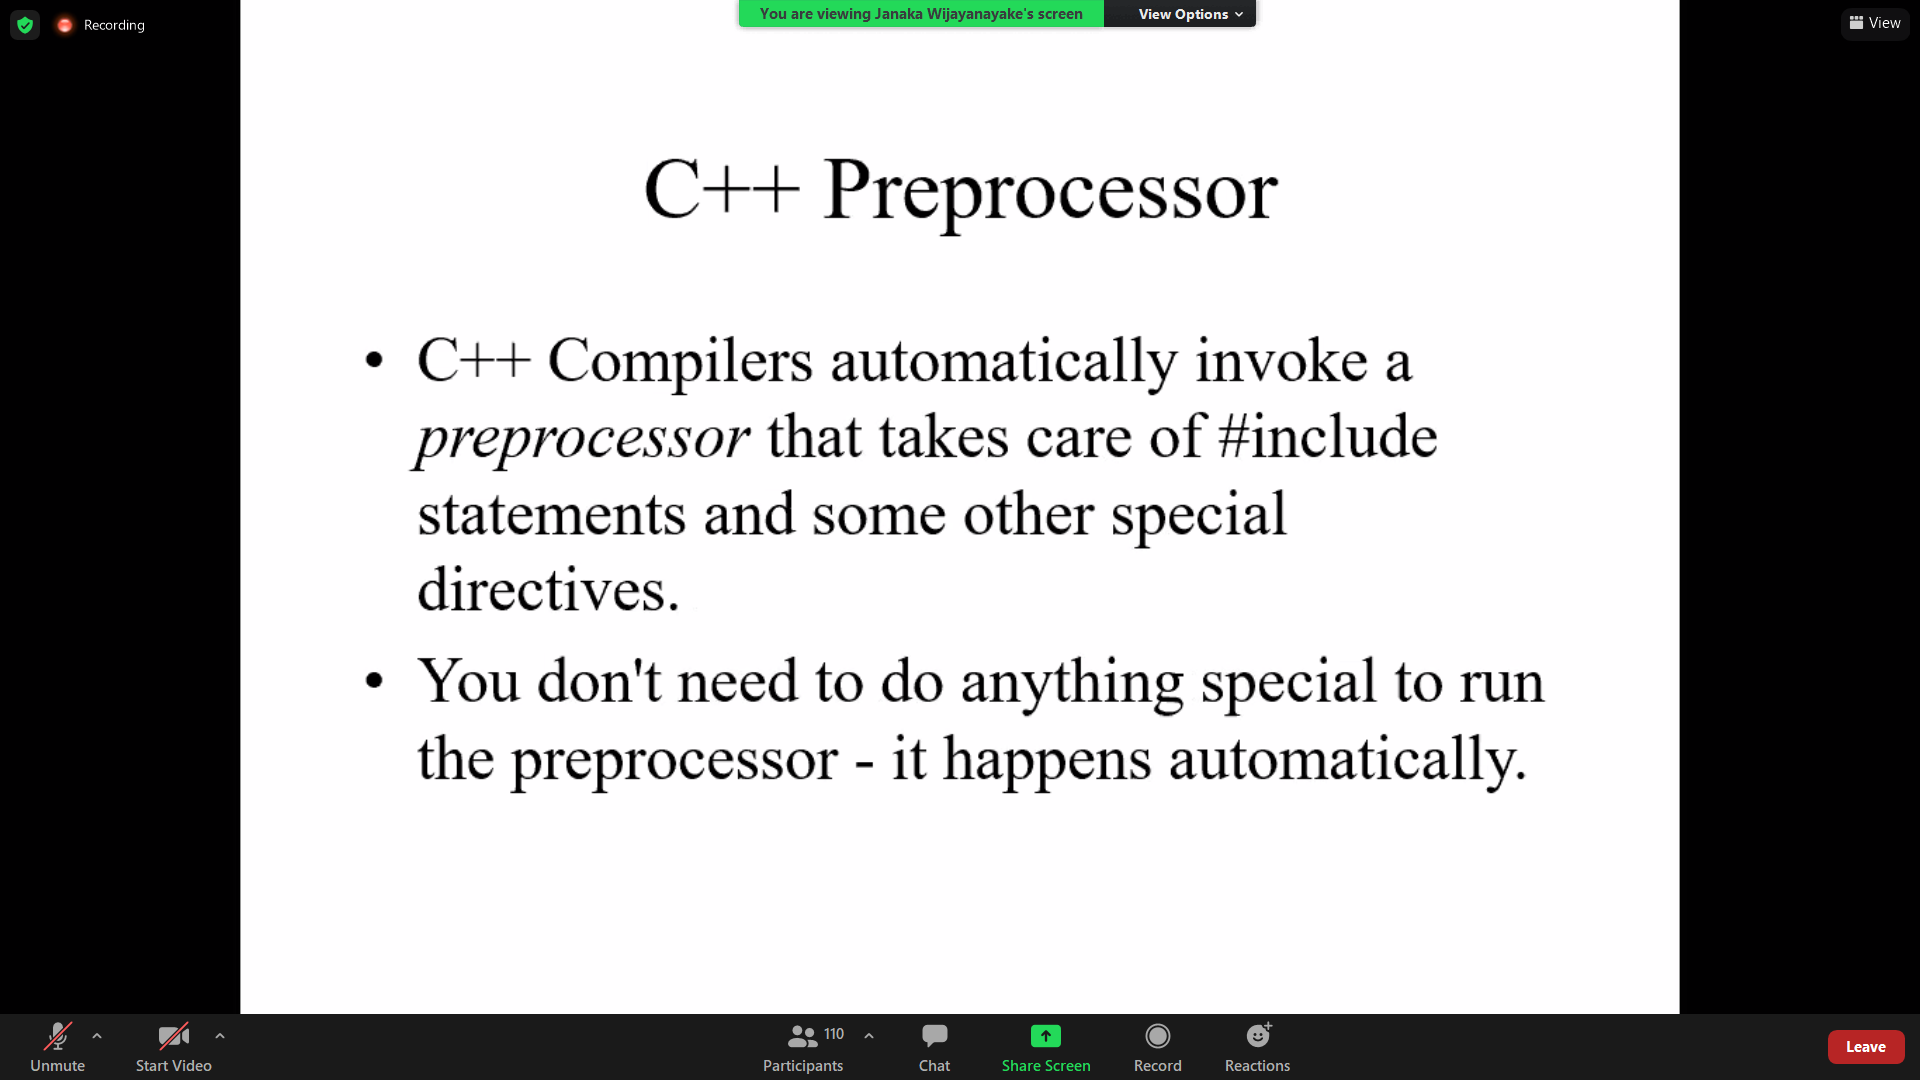 Recording
You are viewing Janaka Wijayanayake's screen
View Options
View
C++ Preprocessor
• C++ Compilers automatically invoke a
preprocessor that takes care of #include
statements and some other special
directives.
• You don't need to do anything special to run
the preprocessor - it happens automatically.
Unmute
Start Video
110
Participants
Chat
Share Screen
Record
Reactions
Leave